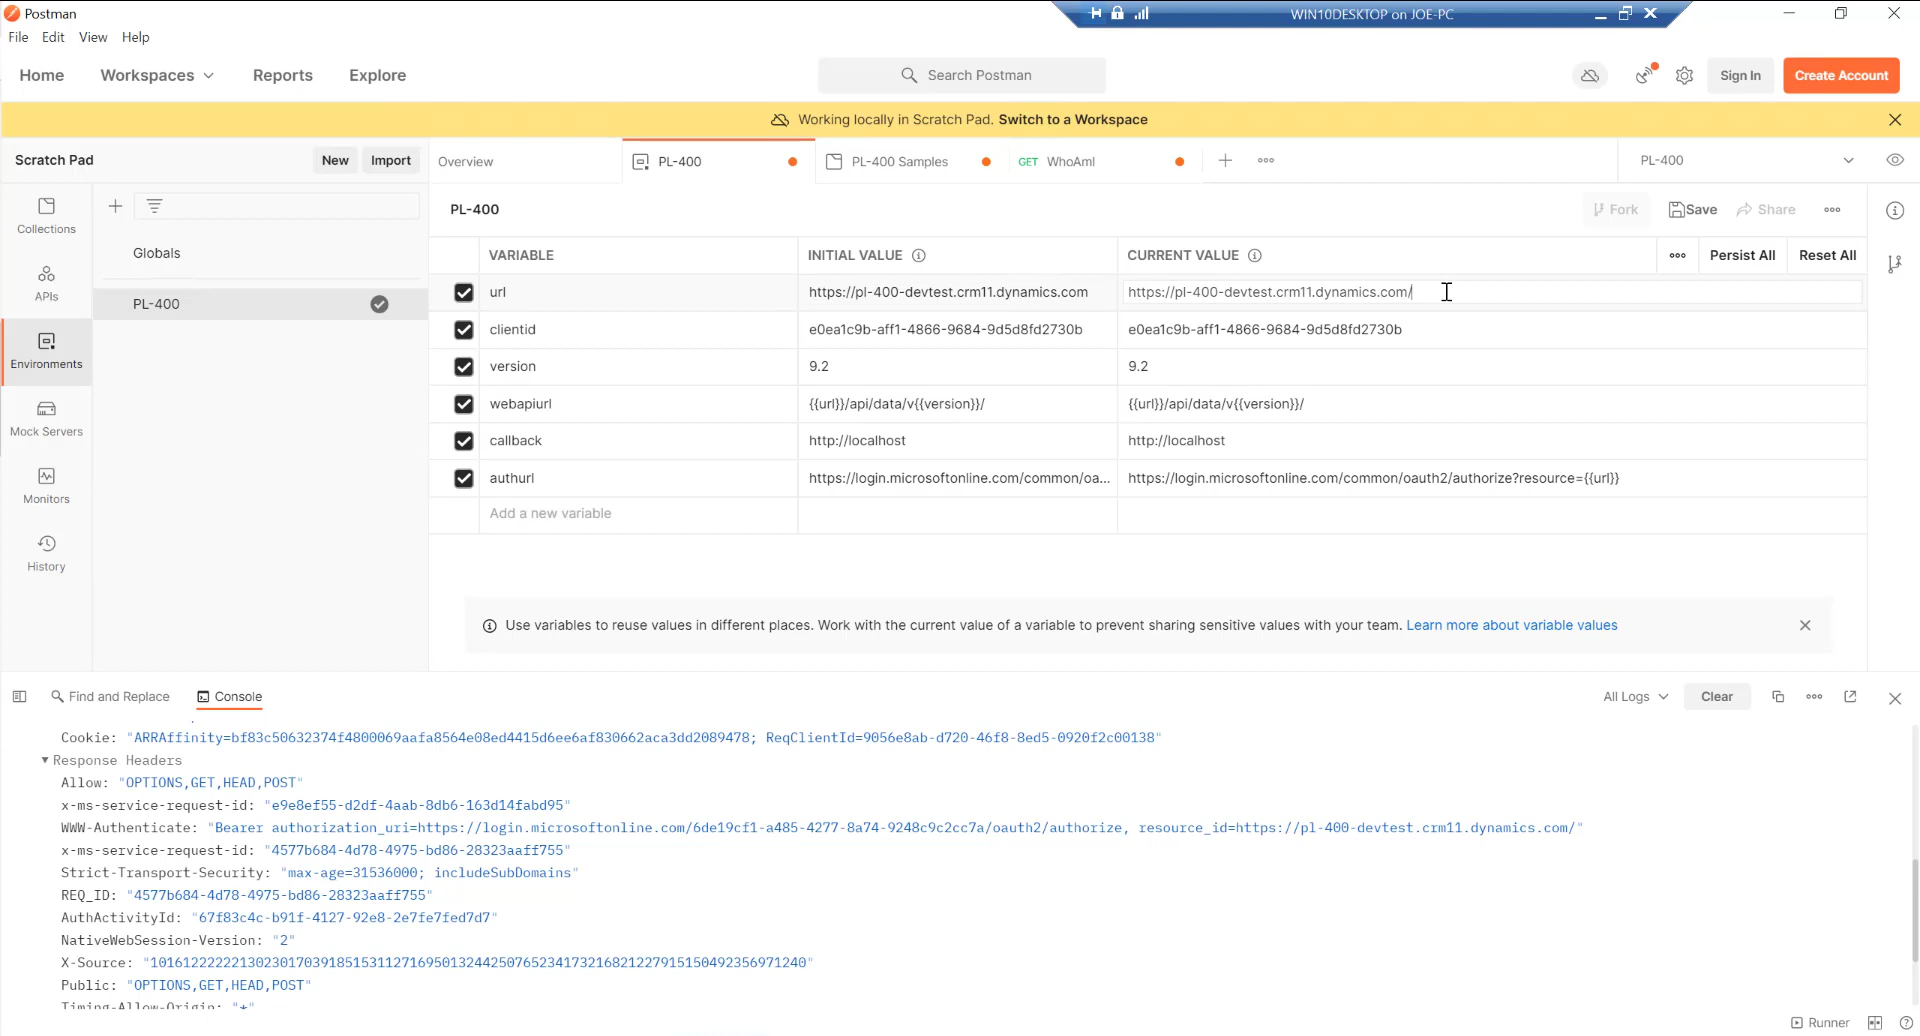 Postman
WIN10DESKTOP on JOE-PC
File Edit View Help
Home Workspaces Reports Explore
Search Postman
Sign In
Create Account
Working locally in Scratch Pad. Switch to a Workspace
Scratch Pad
New Import
Overview
PL-400
PL-400 Samples
GET WhoAmI
PL-400
Collections
APIs
Environments
Mock Servers
Monitors
History
Globals
PL-400
PL-400
Fork Save Share
VARIABLE INITIAL VALUE CURRENT VALUE Persist All Reset All
url https://pl-400-devtest.crm11.dynamics.com https://pl-400-devtest.crm11.dynamics.com/
clientid e0ea1c9b-aff1-4866-9684-9d5d8fd2730b e0ea1c9b-aff1-4866-9684-9d5d8fd2730b
version 9.2 9.2
webapiurl {{url}}/api/data/v{{version}}/ {{url}}/api/data/v{{version}}/
callback http://localhost http://localhost
authurl https://login.microsoftonline.com/common/oa... https://login.microsoftonline.com/common/oauth2/authorize?resource={{url}}
Add a new variable
Use variables to reuse values in different places. Work with the current value of a variable to prevent sharing sensitive values with your team. Learn more about variable values
Find and Replace Console
All Logs Clear
Cookie: "ARRAffinity=bf83c50632374f4800069aafa8564e08ed4415d6ee6af830662aca3dd2089478; ReqClientId=9056e8ab-d720-46f8-8ed5-0920f2c00138"
Response Headers
Allow: "OPTIONS,GET,HEAD,POST"
x-ms-service-request-id: "e9e8ef55-d2df-4aab-8db6-163d14fabd95"
WWW-Authenticate: "Bearer authorization_uri=https://login.microsoftonline.com/6de19cf1-a485-4277-8a74-9248c9c2cc7a/oauth2/authorize, resource_id=https://pl-400-devtest.crm11.dynamics.com/"
x-ms-service-request-id: "4577b684-4d78-4975-bd86-28323aaff755"
Strict-Transport-Security: "max-age=31536000; includeSubDomains"
REQ_ID: "4577b684-4d78-4975-bd86-28323aaff755"
AuthActivityId: "67f83c4c-b91f-4127-92e8-2e7fe7fed7d7"
NativeWebSession-Version: "2"
X-Source: "10161222222130230170391851531127169501324425076523417321682122791515049235697​1240"
Public: "OPTIONS,GET,HEAD,POST"
Timing-Allow-Origin: "*"
Runner